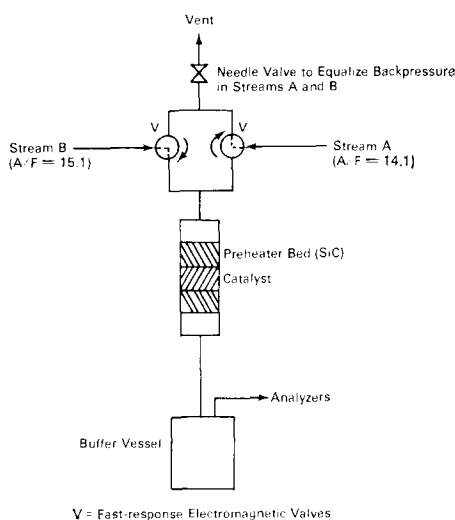 Vent
Needle Valve to Equalize Backpressure
in Streams A and B
V
V
Stream B
(A/F = 15.1)
Stream A
(A/F = 14.1)
Preheater Bed (SiC)
Catalyst
Analyzers
Buffer Vessel
V = Fast-response Electromagnetic Valves